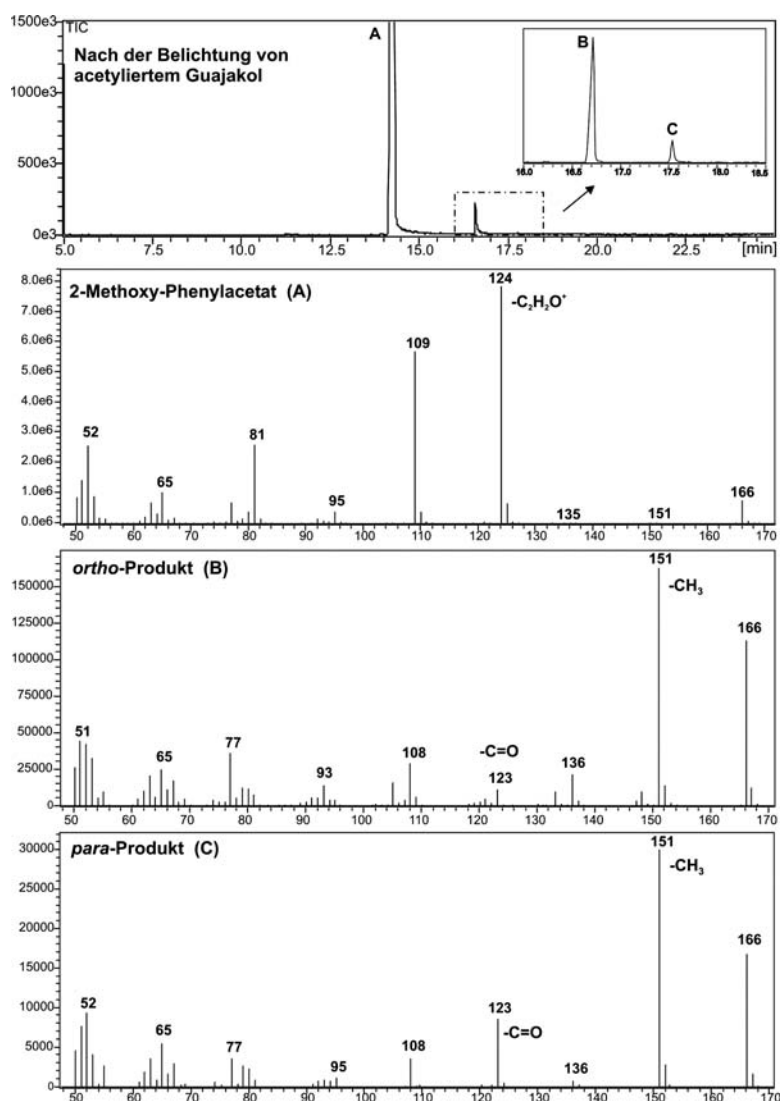 TIC
1500e3
A
Nach der Belichtung von
acetyliertem Guajakol
1000e3
500e3
0e3
5.0 7.5 10.0 12.5 15.0 17.5 20.0 22.5 [min]
B
C
16.0 16.5 17.0 17.5 18.0 18.5
2-Methoxy-Phenylacetat (A)
8.0e6
7.0e6
6.0e6
5.0e6
4.0e6
3.0e6
2.0e6
1.0e6
0.0e6
124
-C₂H₂O⁺
109
52
81
65
95
135
151
166
50 60 70 80 90 100 110 120 130 140 150 160 170
ortho-Produkt (B)
150000
125000
100000
75000
50000
25000
0
151
-CH₃
166
51
65
77
93
108
-C=O
123
136
50 60 70 80 90 100 110 120 130 140 150 160 170
para-Produkt (C)
30000
25000
20000
15000
10000
5000
0
151
-CH₃
166
52
65
77
95
108
123
-C=O
136
50 60 70 80 90 100 110 120 130 140 150 160 170